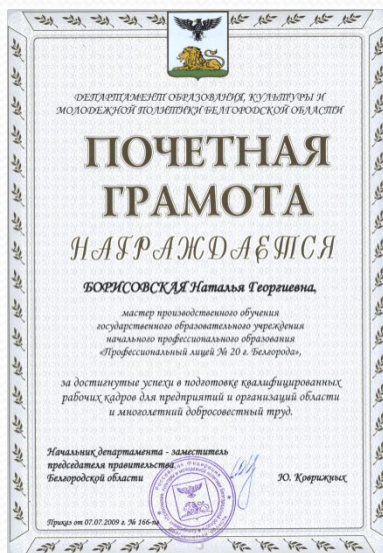 ДЕПАРТАМЕНТ ОБРАЗОВАНИЯ, КУЛЬТУРЫ И
МОЛОДЕЖНОЙ ПОЛИТИКИ БЕЛГОРОДСКОЙ ОБЛАСТИ
ПОЧЕТНАЯ
ГРАМОТА
НАГРАЖДАЕТСЯ
БОРИСОВСКАЯ Наталья Георгиевна,
мастер производственного обучения
государственного образовательного учреждения
начального профессионального образования
«Профессиональный лицей № 20 г. Белгорода»,
за достигнутые успехи в подготовке квалифицированных
рабочих кадров для предприятий и организаций области
и многолетний добросовестный труд.
Начальник департамента - заместитель
председателя правительства
Белгородской области
Ю. Коврижных
Приказ от 07.07.2009 г. № 166-н